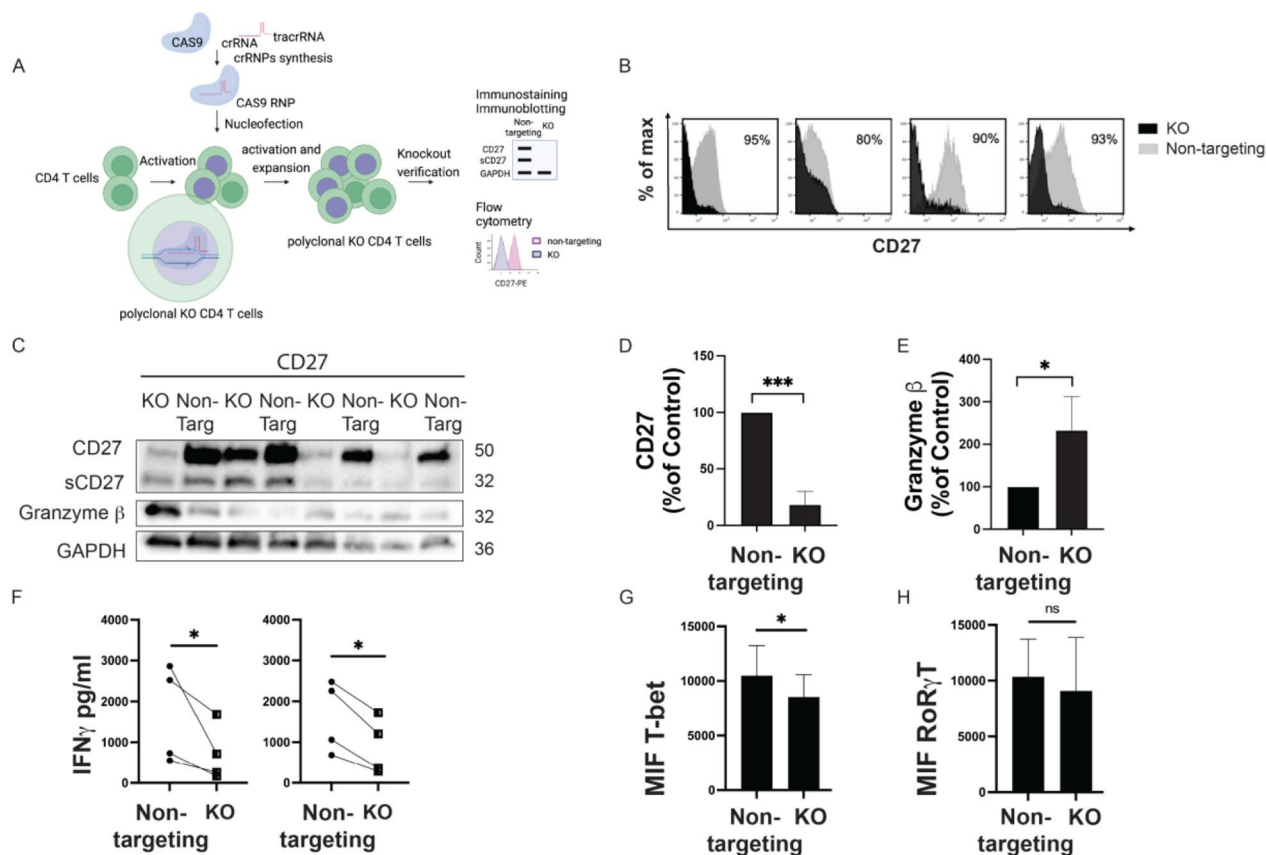 A
CAS9
crRNA
tracrRNA
crRNPs synthesis
CAS9 RNP
Nucleofection
CD4 T cells
Activation
activation and
expansion
Knockout
verification
polyclonal KO CD4 T cells
polyclonal KO CD4 T cells
Immunostaining
Immunoblotting
Non-
targeting
KO
CD27
sCD27
GAPDH
Flow
cytometry
non-targeting
KO
Count
CD27-PE
B
% of max
95%
80%
90%
93%
KO
Non-targeting
CD27
C
CD27
KO Non- KO Non- KO Non- KO Non-
Targ Targ Targ Targ
CD27 50
sCD27 32
Granzyme β 32
GAPDH 36
D
CD27
(%of Control)
150
100
50
0
***
Non- KO
targeting
E
Granzyme β
(%of Control)
400
300
200
100
0
*
Non- KO
targeting
F
IFNγ pg/ml
4000
3000
2000
1000
0
*
Non- KO
targeting
4000
3000
2000
1000
0
*
Non- KO
targeting
G
MIF T-bet
15000
10000
5000
0
*
Non- KO
targeting
H
MIF RoRγT
15000
10000
5000
0
ns
Non- KO
targeting